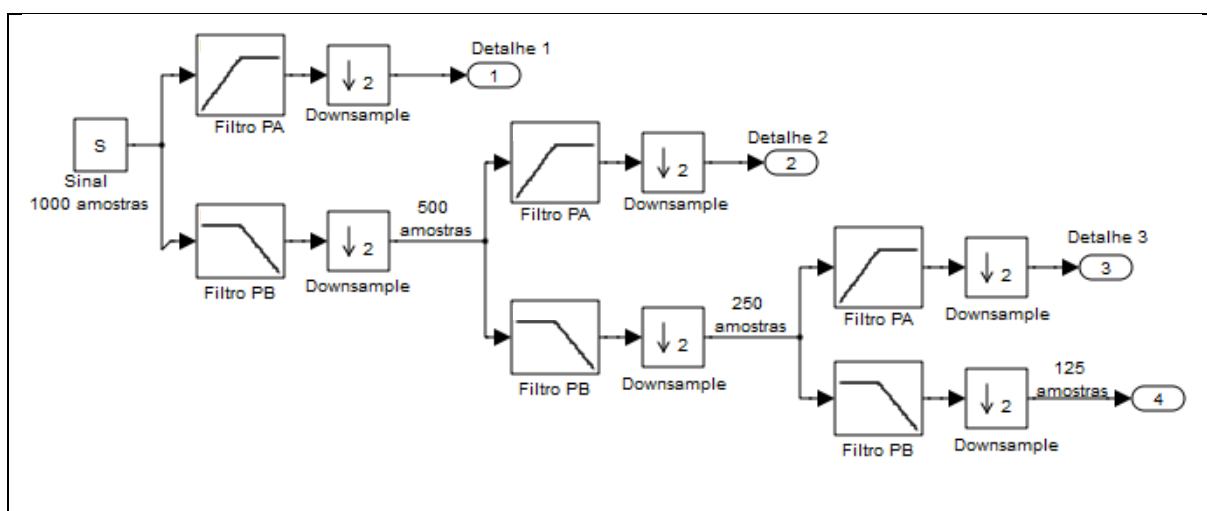 Detalhe 1
1
↓ 2
Filtro PA
Downsample
S
Sinal
1000 amostras
Detalhe 2
2
↓ 2
Filtro PA
Downsample
500
amostras
↓ 2
Filtro PB
Downsample
Detalhe 3
3
↓ 2
Filtro PA
Downsample
250
amostras
↓ 2
Filtro PB
Downsample
125
amostras
4
↓ 2
Filtro PB
Downsample